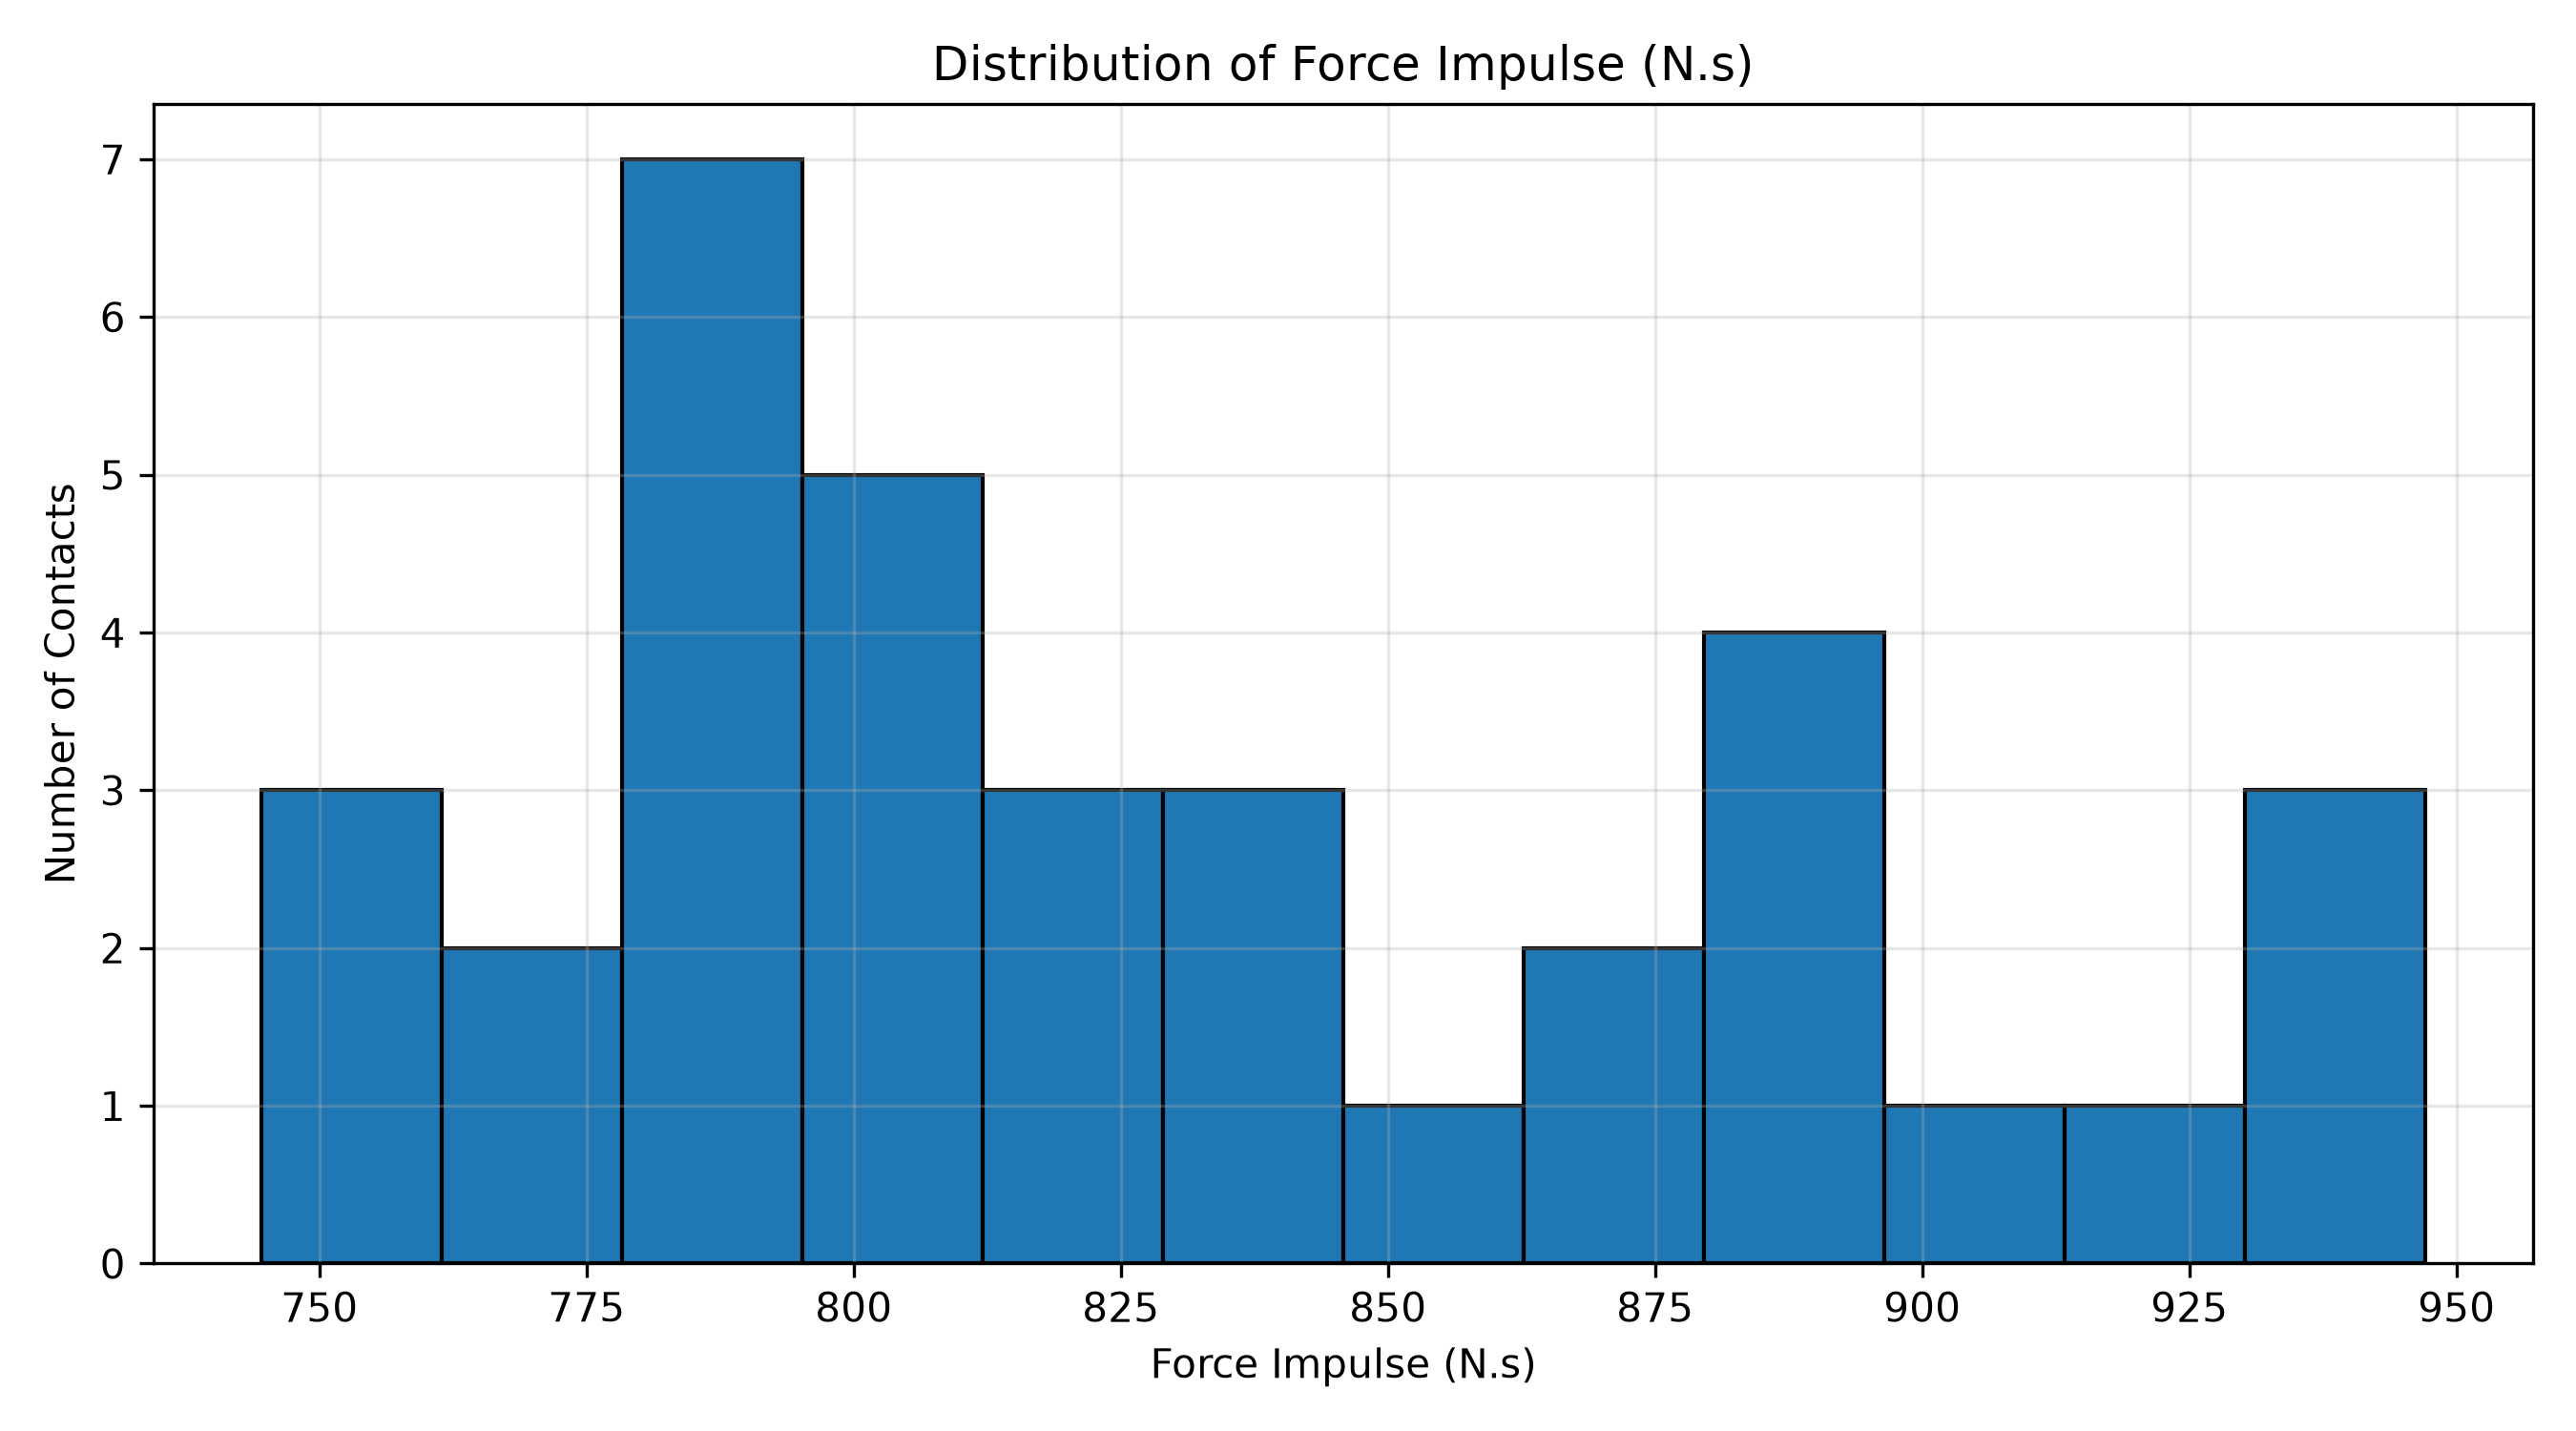 Distribution of Force Impulse (N.s)
Number of Contacts
7
6
5
4
3
2
1
0
750 775 800 825 850 875 900 925 950
Force Impulse (N.s)